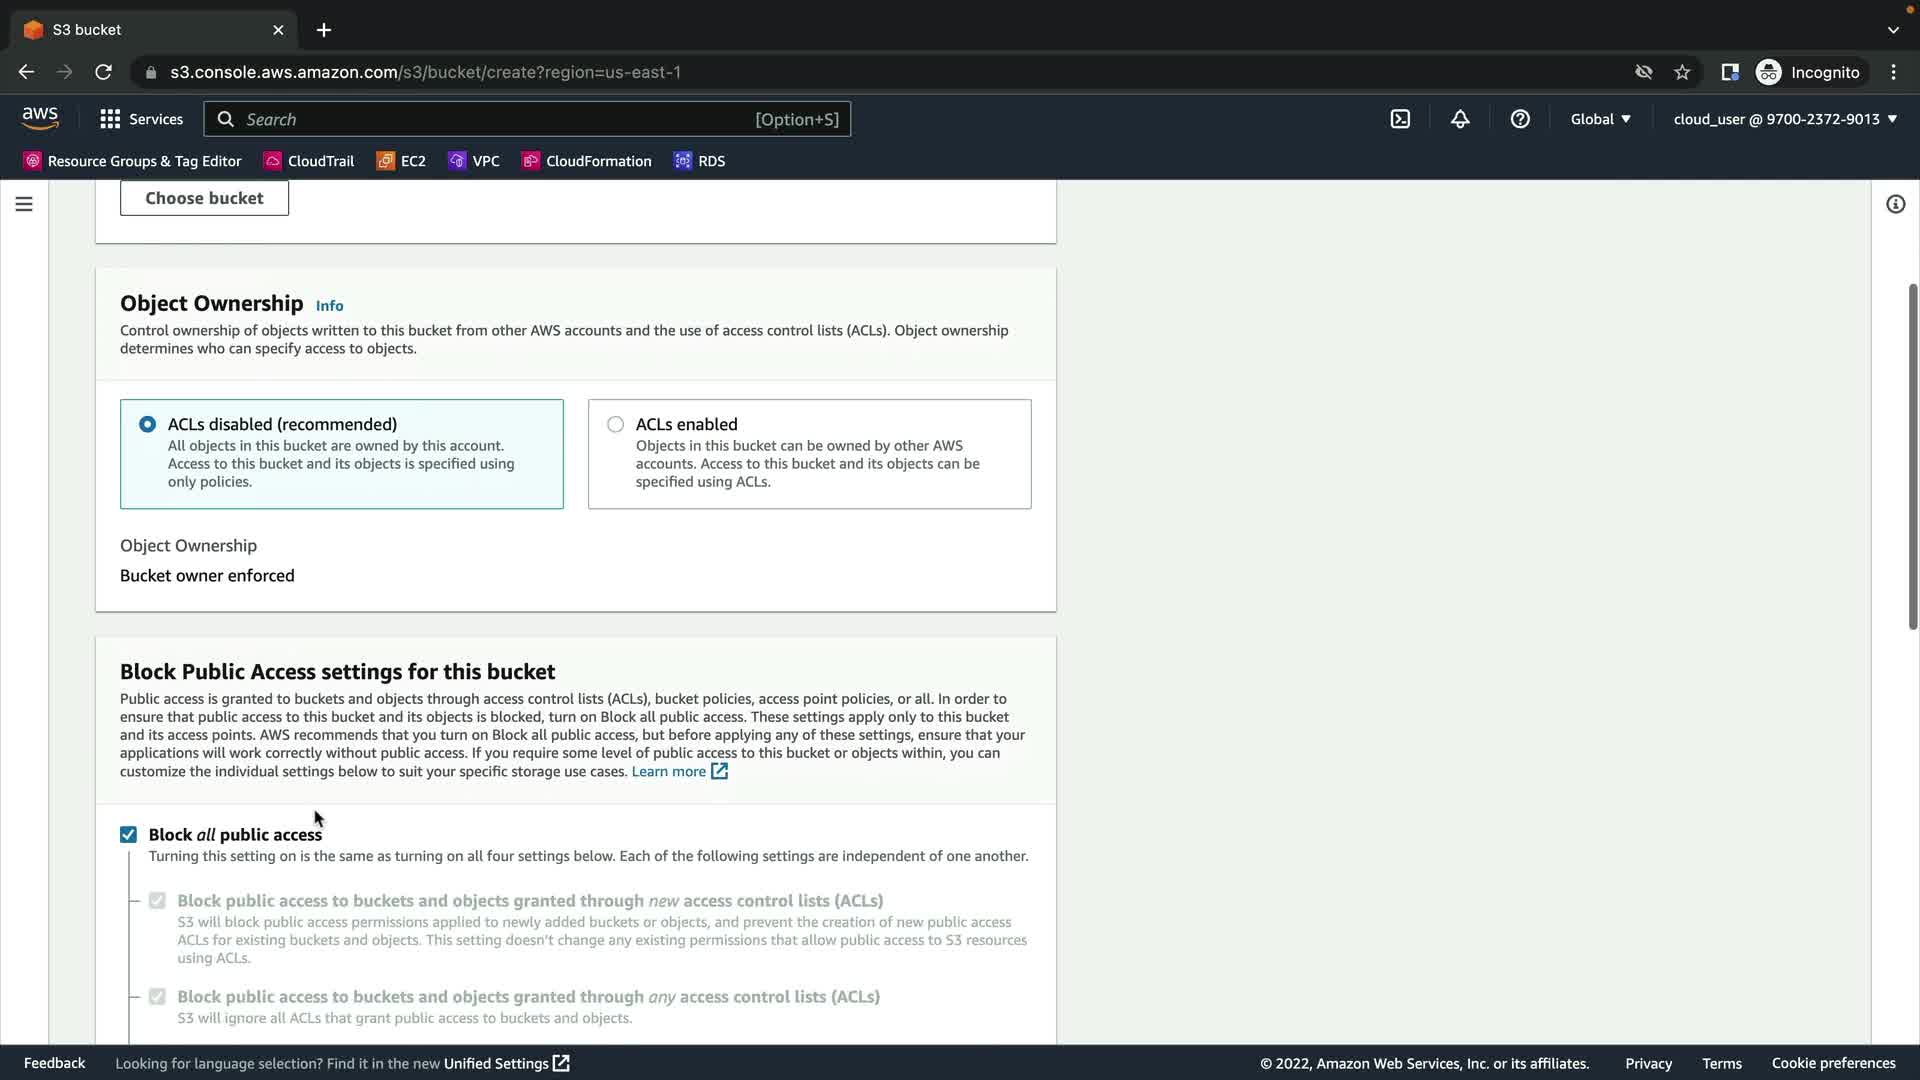 S3 bucket
s3.console.aws.amazon.com/s3/bucket/create?region=us-east-1
Incognito
aws
Services
Search
[Option+S]
Global
cloud_user @ 9700-2372-9013
Resource Groups & Tag Editor
CloudTrail
EC2
VPC
CloudFormation
RDS
Choose bucket
Object Ownership Info
Control ownership of objects written to this bucket from other AWS accounts and the use of access control lists (ACLs). Object ownership
determines who can specify access to objects.
ACLs disabled (recommended)
All objects in this bucket are owned by this account.
Access to this bucket and its objects is specified using
only policies.
ACLs enabled
Objects in this bucket can be owned by other AWS
accounts. Access to this bucket and its objects can be
specified using ACLs.
Object Ownership
Bucket owner enforced
Block Public Access settings for this bucket
Public access is granted to buckets and objects through access control lists (ACLs), bucket policies, access point policies, or all. In order to
ensure that public access to this bucket and its objects is blocked, turn on Block all public access. These settings apply only to this bucket
and its access points. AWS recommends that you turn on Block all public access, but before applying any of these settings, ensure that your
applications will work correctly without public access. If you require some level of public access to this bucket or objects within, you can
customize the individual settings below to suit your specific storage use cases. Learn more
Block all public access
Turning this setting on is the same as turning on all four settings below. Each of the following settings are independent of one another.
Block public access to buckets and objects granted through new access control lists (ACLs)
S3 will block public access permissions applied to newly added buckets or objects, and prevent the creation of new public access
ACLs for existing buckets and objects. This setting doesn't change any existing permissions that allow public access to S3 resources
using ACLs.
Block public access to buckets and objects granted through any access control lists (ACLs)
S3 will ignore all ACLs that grant public access to buckets and objects.
Feedback
Looking for language selection? Find it in the new Unified Settings
© 2022, Amazon Web Services, Inc. or its affiliates.
Privacy
Terms
Cookie preferences